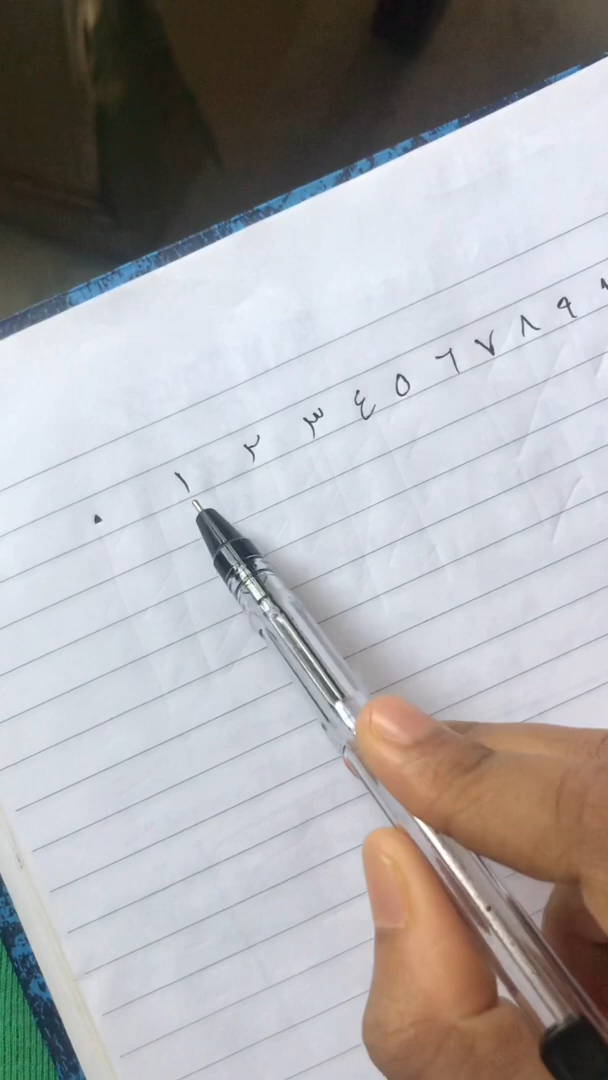 ٠ ١ ٢ ٣ ٤ ٥ ٦ ٧ ٨ ٩